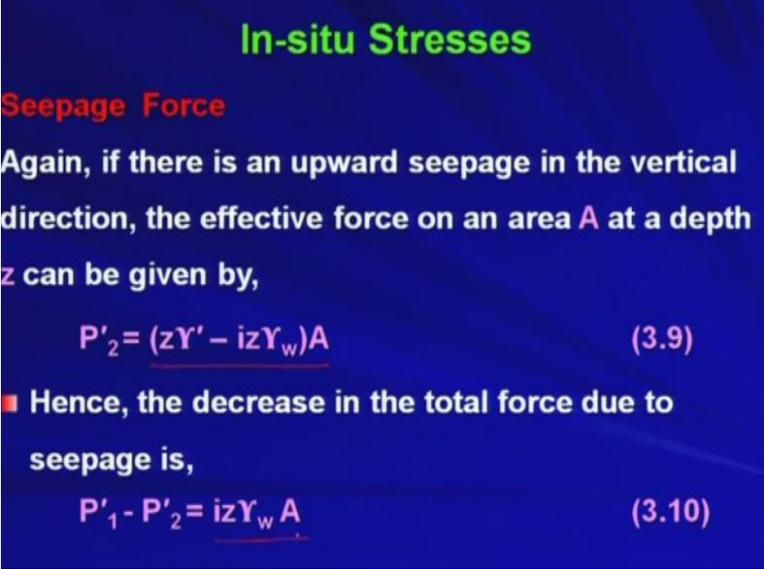 In-situ Stresses
Seepage Force
Again, if there is an upward seepage in the vertical
direction, the effective force on an area A at a depth
z can be given by,
P′₂= (zϒ′ – izϒw)A (3.9)
Hence, the decrease in the total force due to
seepage is,
P′₁ - P′₂= izϒw A (3.10)